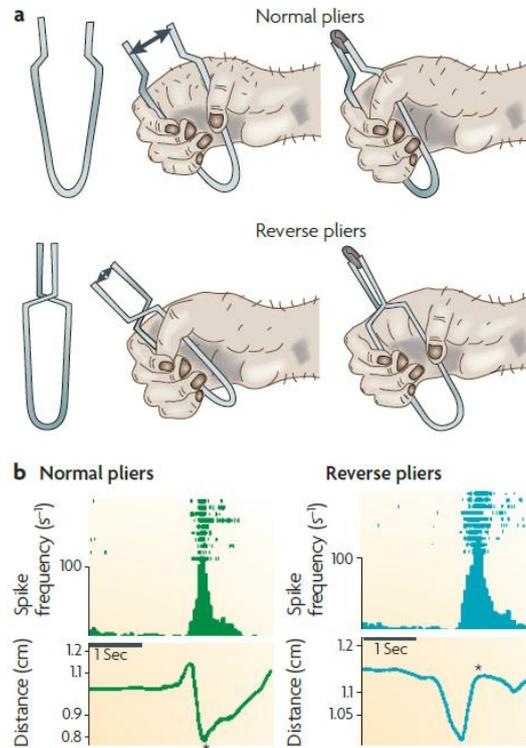 a
Normal pliers
Reverse pliers
b Normal pliers
Reverse pliers
Spike
frequency (s⁻¹)
100
Distance (cm)
1.2
1.1
0.9
0.8
1 Sec
*
Spike
frequency (s⁻¹)
100
Distance (cm)
1.2
1.1
1.05
1 Sec
*